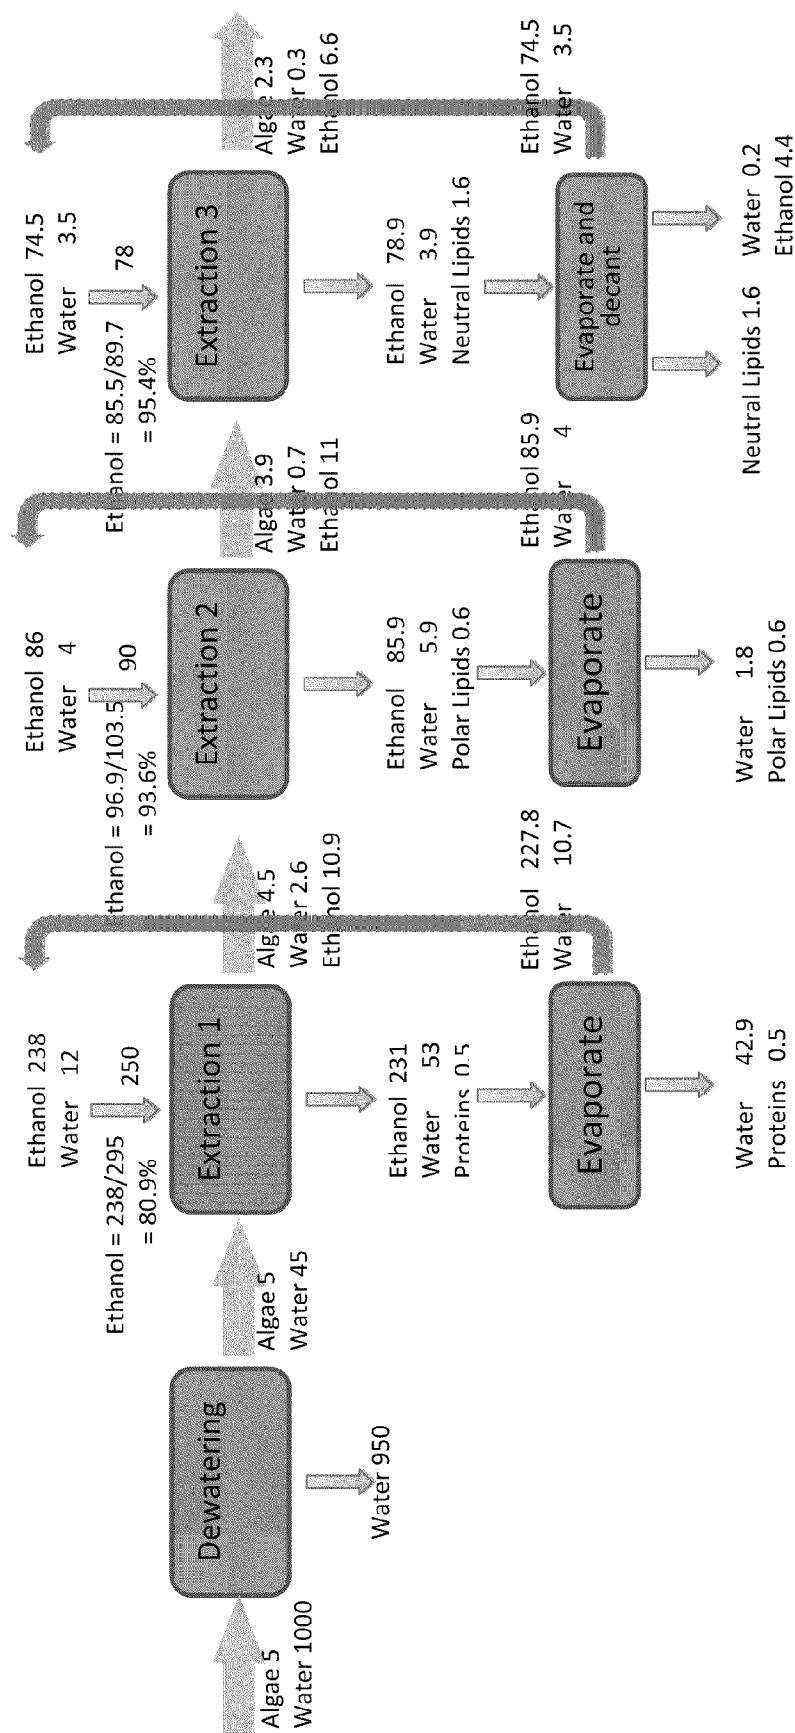 Algae 5
Water 1000
Dewatering
Water 950
Algae 5
Water 45
Ethanol 238
Water 12
250
Ethanol = 238/295
= 80.9%
Extraction 1
Ethanol 231
Water 53
Proteins 0.5
Evaporate
Ethanol 227.8
Water 10.7
Water 42.9
Proteins 0.5
Algae 4.5
Water 2.6
Ethanol 10.9
Ethanol 86
Water 4
90
thanol = 96.9/103.5
= 93.6%
Extraction 2
Ethanol 85.9
Water 5.9
Polar Lipids 0.6
Evaporate
Ethanol 85.9
Water 4
Water 1.8
Polar Lipids 0.6
Algae 3.9
Water 0.7
Ethanol 11
Ethanol 74.5
Water 3.5
78
Ethanol = 85.5/89.7
= 95.4%
Extraction 3
Ethanol 78.9
Water 3.9
Neutral Lipids 1.6
Evaporate and
decant
Ethanol 74.5
Water 3.5
Neutral Lipids 1.6
Water 0.2
Ethanol 4.4
Algae 2.3
Water 0.3
Ethanol 6.6